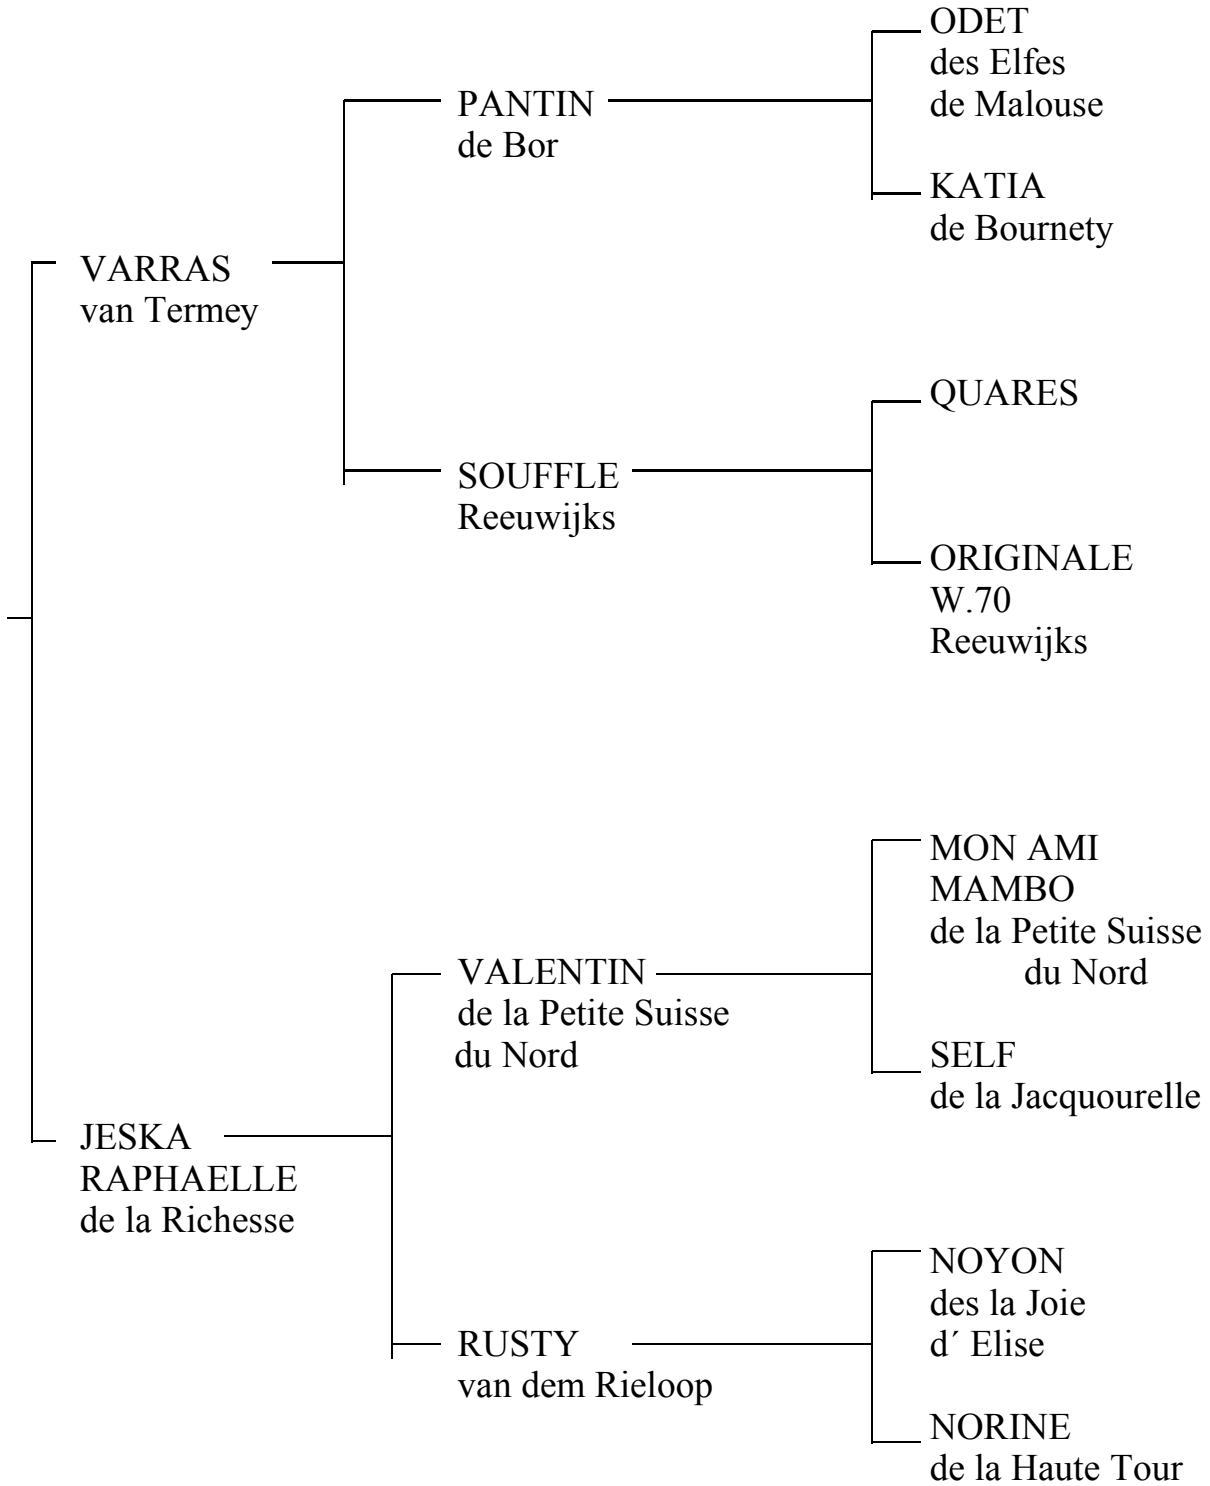 ODET
des Elfes
de Malouse
PANTIN
de Bor
KATIA
de Bournety
VARRAS
van Termey
QUARES
SOUFFLE
Reeuwijks
ORIGINALE
W.70
Reeuwijks
MON AMI
MAMBO
de la Petite Suisse
du Nord
VALENTIN
de la Petite Suisse
du Nord
SELF
de la Jacquourelle
JESKA
RAPHAELLE
de la Richesse
NOYON
des la Joie
d´ Elise
RUSTY
van dem Rieloop
NORINE
de la Haute Tour